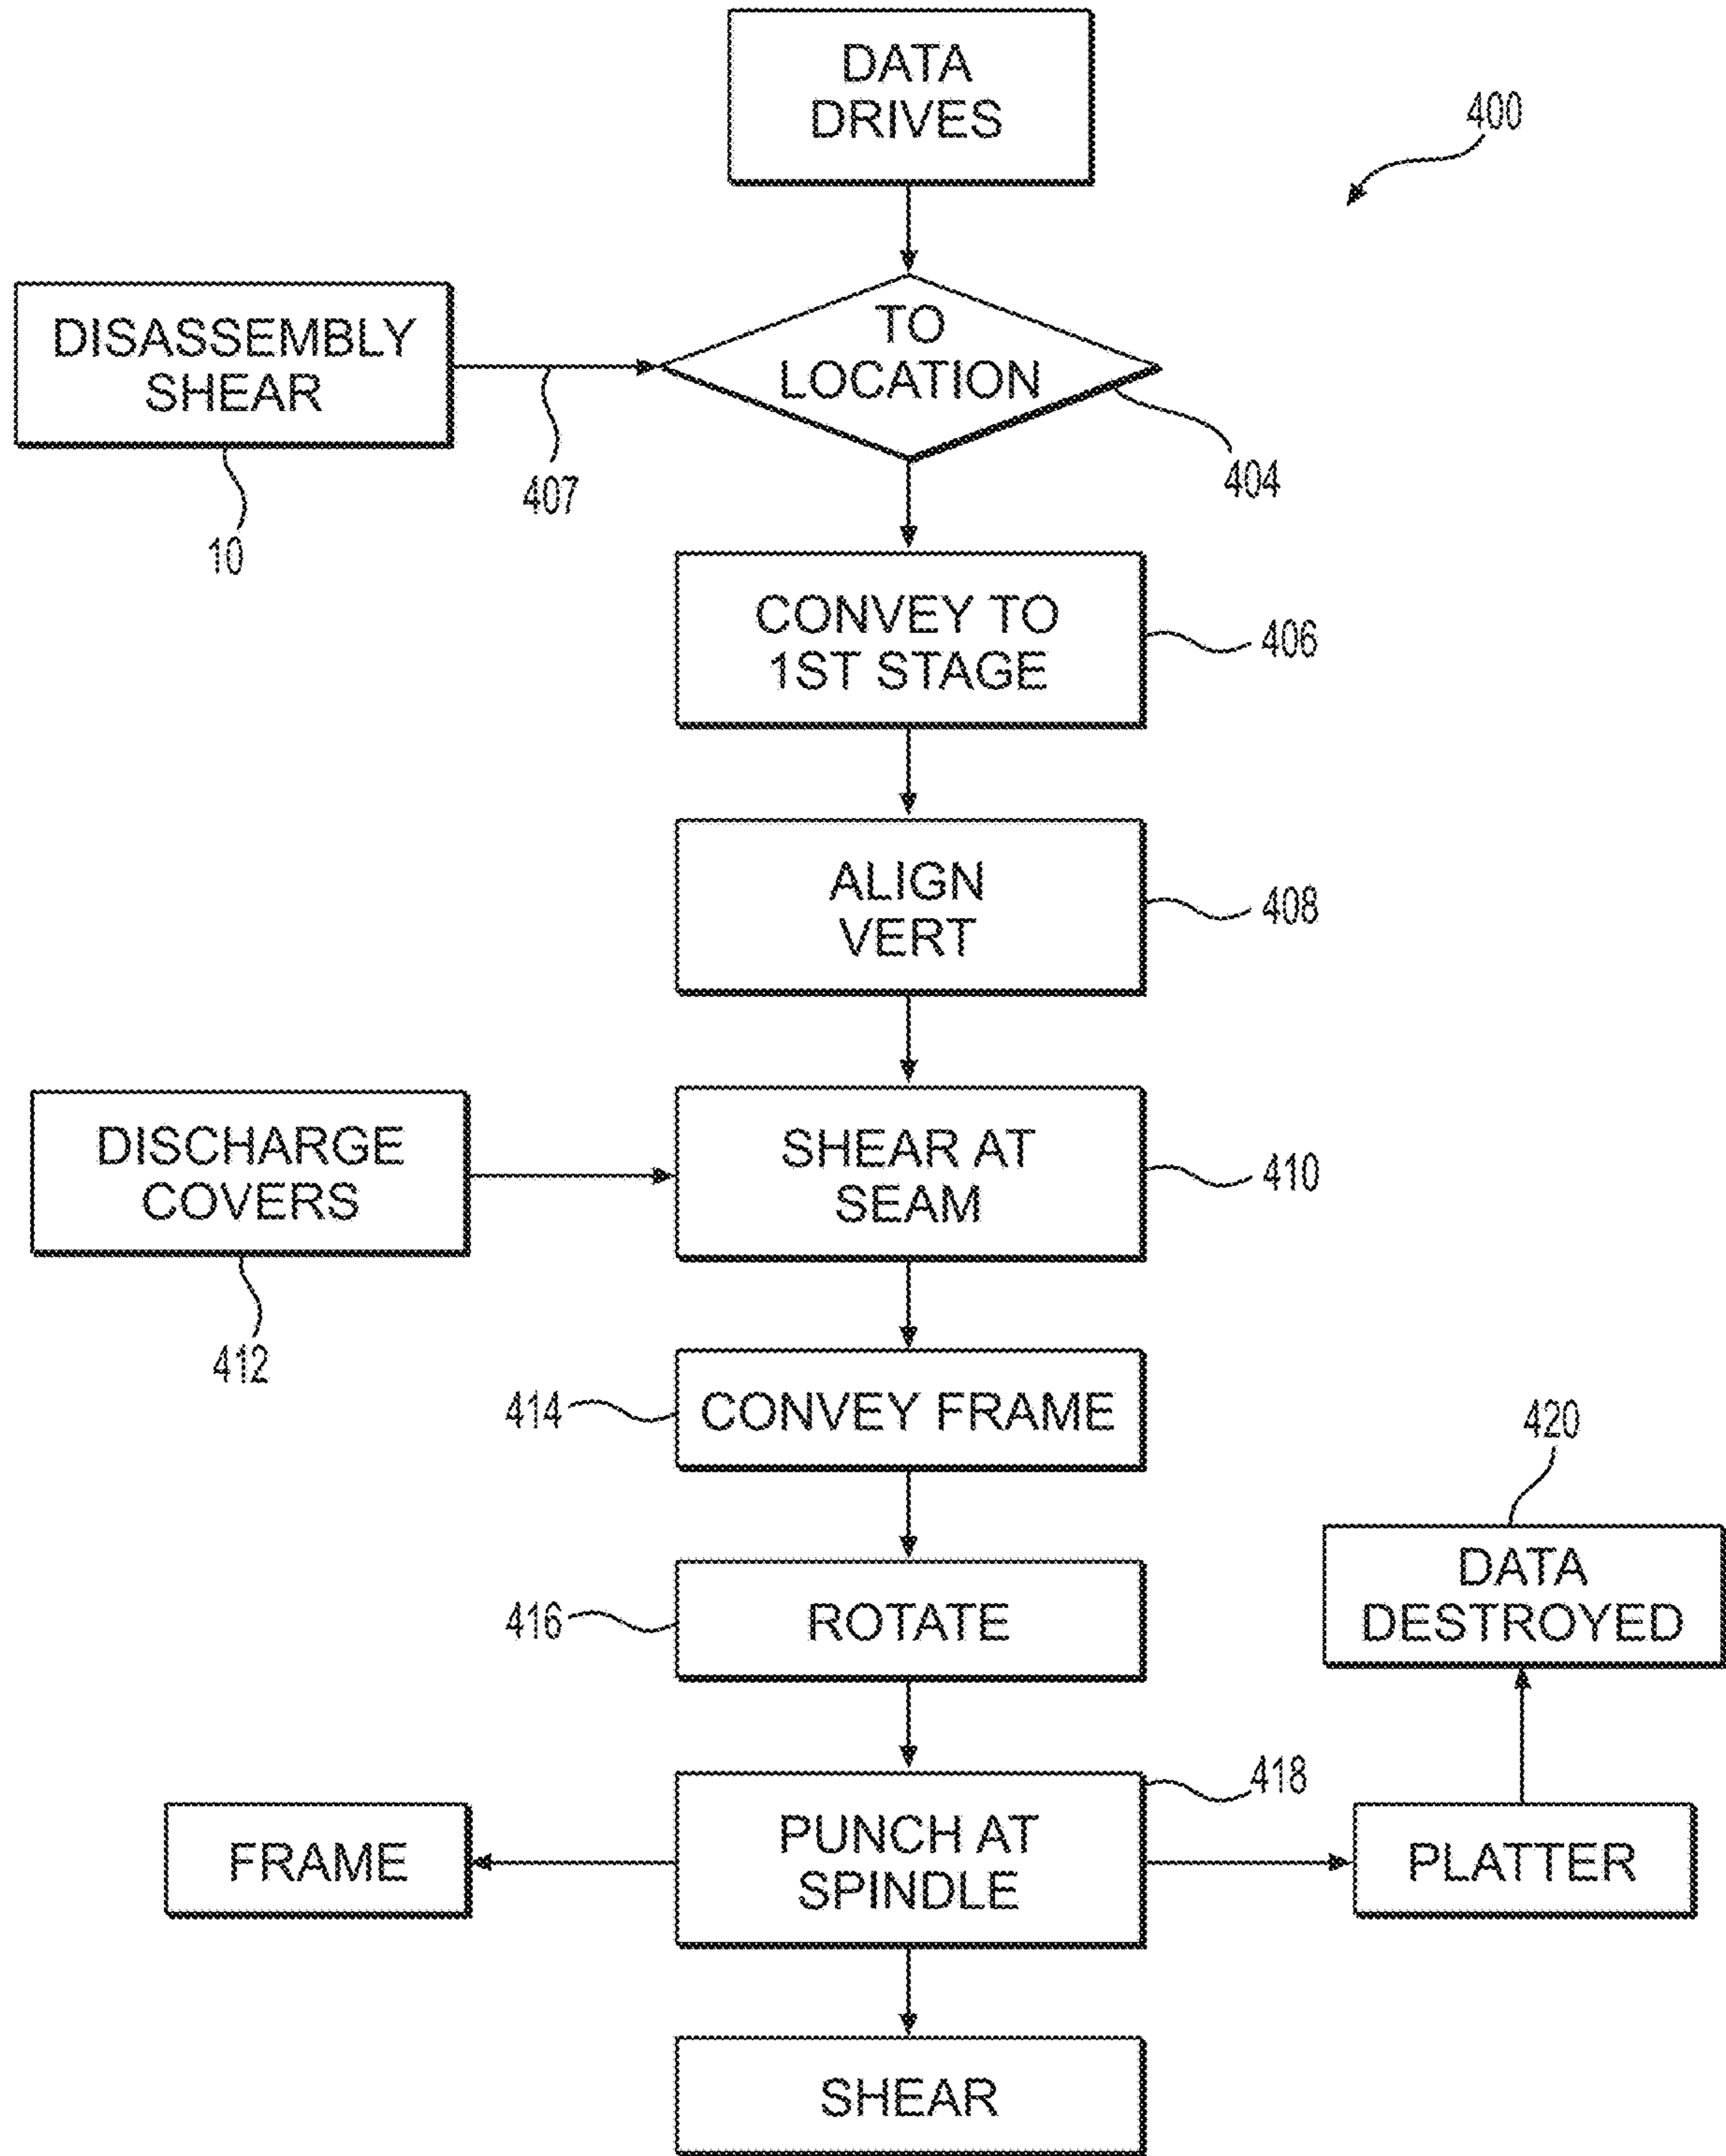 DATA
DRIVES
400
DISASSEMBLY
SHEAR
TO
LOCATION
407
404
10
CONVEY TO
1ST STAGE
406
ALIGN
VERT
408
DISCHARGE
COVERS
SHEAR AT
SEAM
410
412
414
CONVEY FRAME
420
416
ROTATE
DATA
DESTROYED
418
FRAME
PUNCH AT
SPINDLE
PLATTER
SHEAR